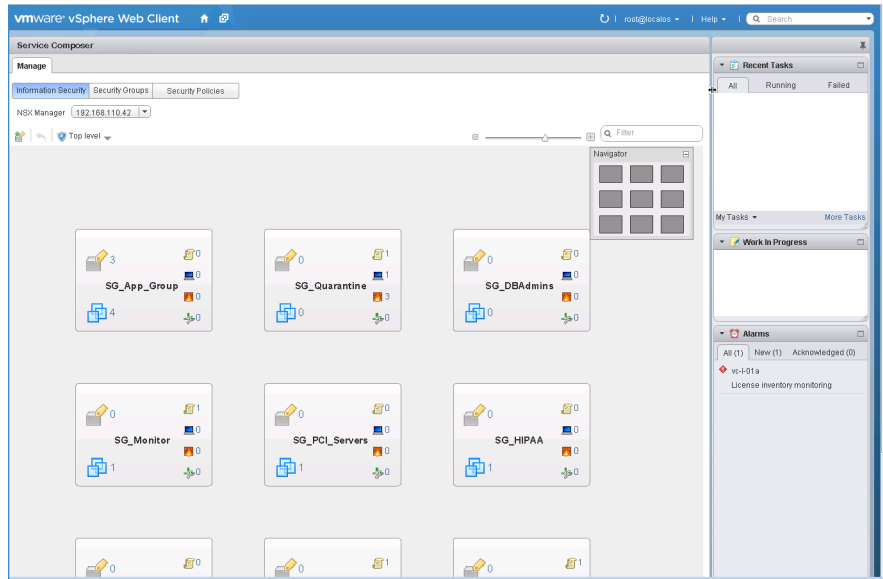 vmware® vSphere Web Client
root@localos
Help
Search
Service Composer
Manage
Information Security
Security Groups
Security Policies
NSX Manager
192.168.110.42
Top level
Filter
Navigator
3
0
0
SG_App_Group
0
4
0
0
1
1
SG_Quarantine
3
0
0
0
0
0
SG_DBAdmins
0
0
0
0
1
0
SG_Monitor
0
1
0
0
0
0
SG_PCI_Servers
0
1
0
0
0
0
SG_HIPAA
0
1
0
0
0
0
1
0
1
Recent Tasks
All
Running
Failed
My Tasks
More Tasks
Work In Progress
Alarms
All (1)
New (1)
Acknowledged (0)
vc-l-01a
License inventory monitoring